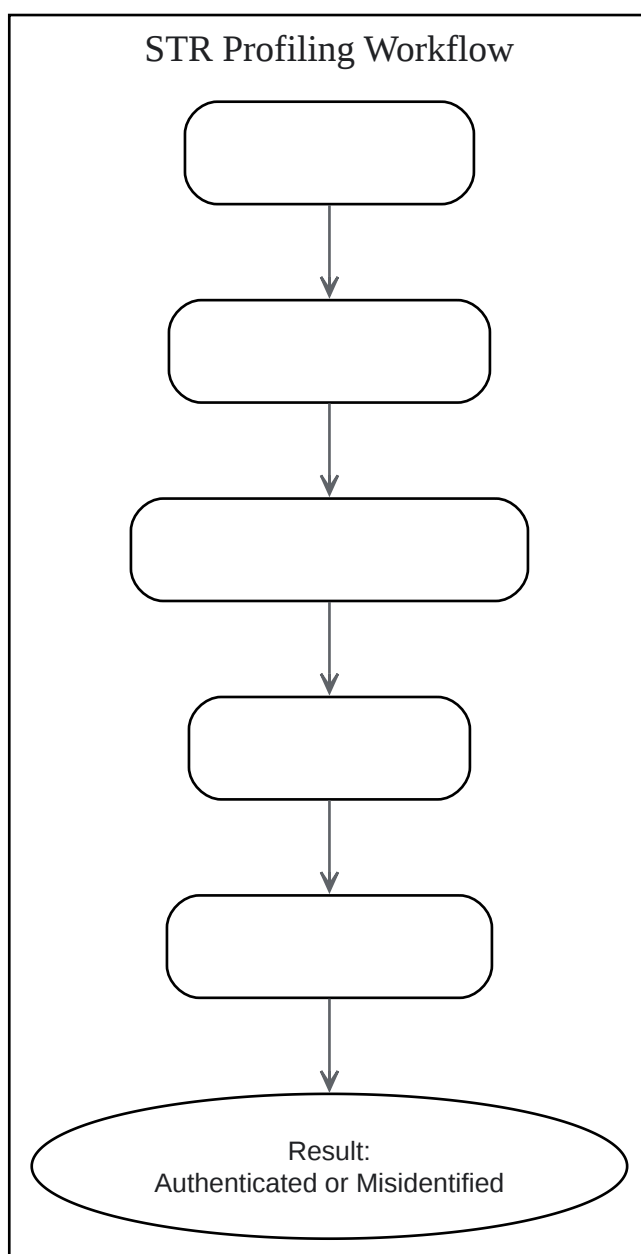 STR Profiling Workflow
Result:
Authenticated or Misidentified